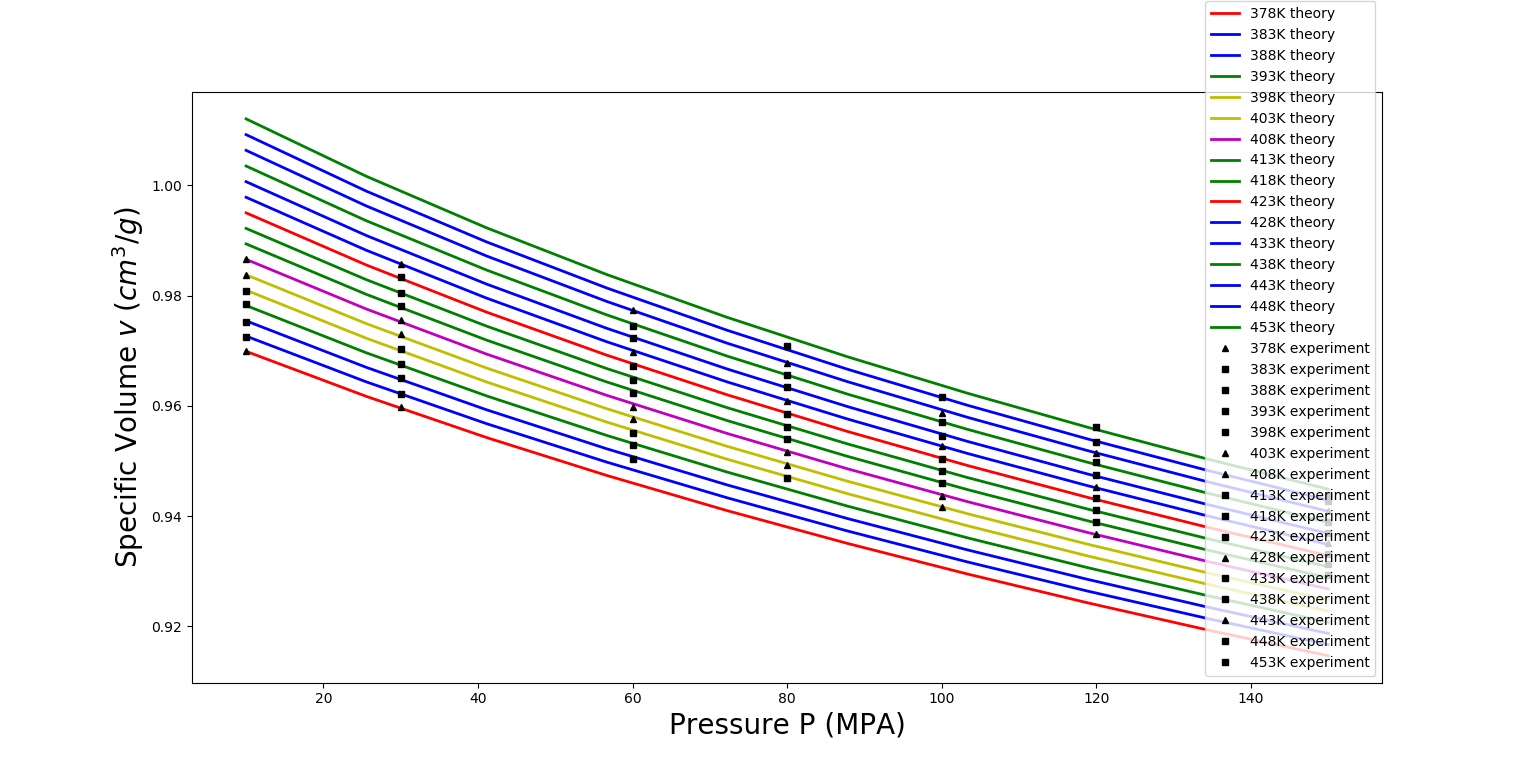 378K theory
383K theory
388K theory
393K theory
398K theory
403K theory
408K theory
413K theory
418K theory
423K theory
428K theory
433K theory
438K theory
443K theory
448K theory
453K theory
378K experiment
383K experiment
388K experiment
393K experiment
398K experiment
403K experiment
408K experiment
413K experiment
418K experiment
423K experiment
428K experiment
433K experiment
438K experiment
443K experiment
448K experiment
453K experiment
Specific Volume v (cm^3/g)
1.00
0.98
0.96
0.94
0.92
20 40 60 80 100 120 140
Pressure P (MPA)